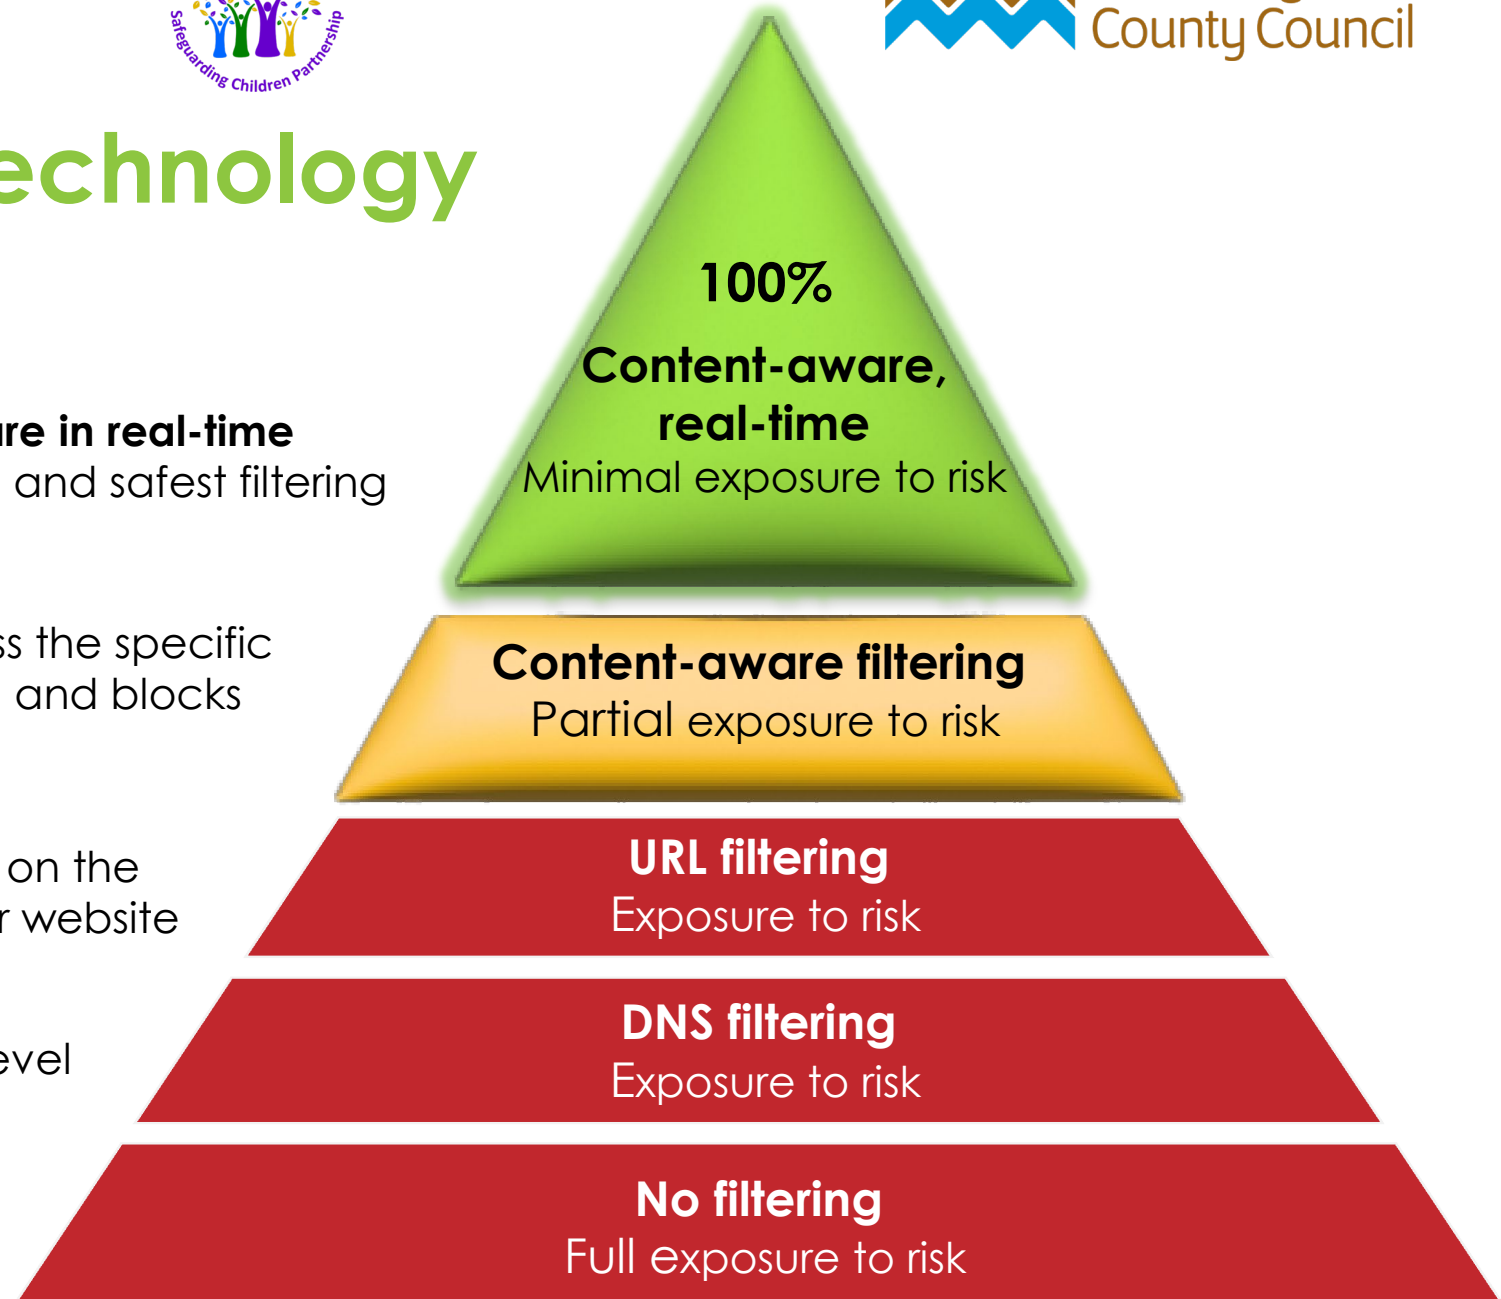 Safeguarding Children Partnership
County Council
echnology
100%
Content-aware,
real-time
Minimal exposure to risk
re in real-time
and safest filtering
Content-aware filtering
Partial exposure to risk
ss the specific
and blocks
URL filtering
Exposure to risk
on the
r website
DNS filtering
Exposure to risk
evel
No filtering
Full exposure to risk